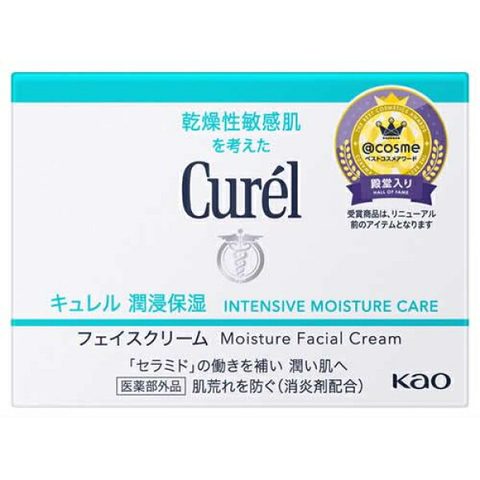 乾燥性敏感肌
を考えた
Curél
@cosme
ベストコスメアワード
殿堂入り
HALL OF FAME
受賞商品は、リニューアル
前のアイテムとなります
キュレル 潤浸保湿 INTENSIVE MOISTURE CARE
フェイスクリーム Moisture Facial Cream
「セラミド」の働きを補い 潤い肌へ
医薬部外品 肌荒れを防ぐ（消炎剤配合）
Kao